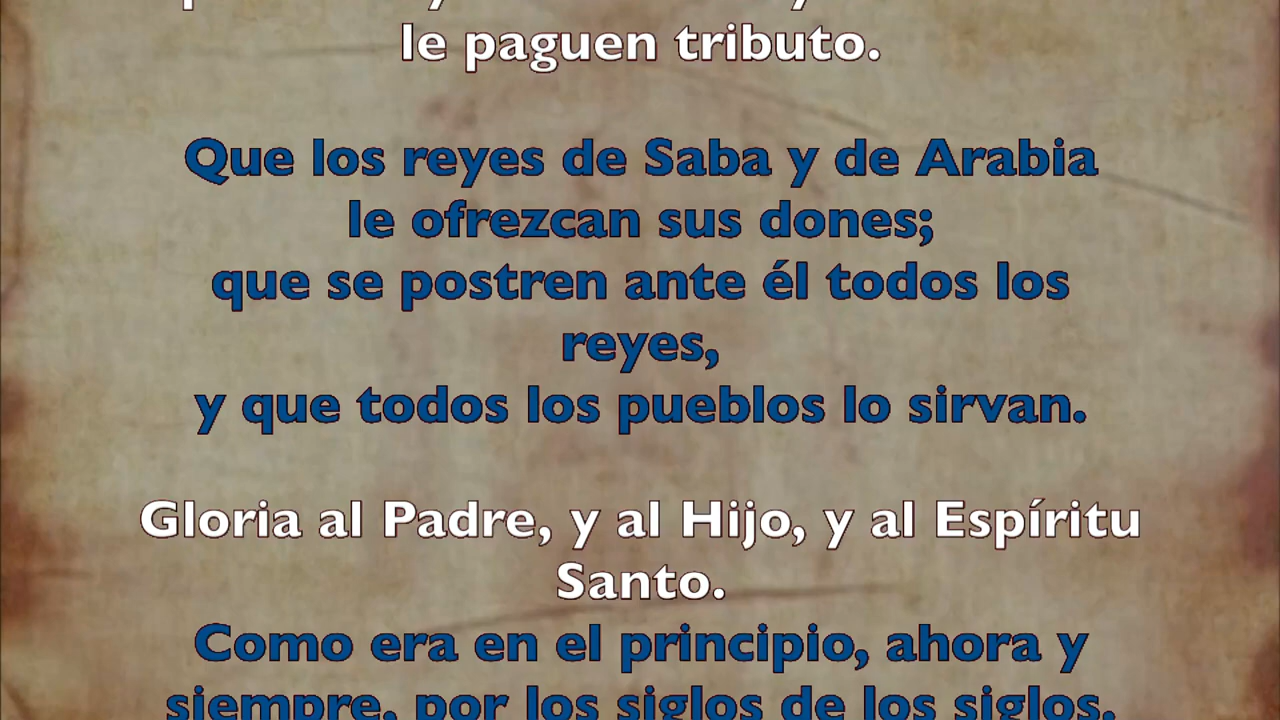 le paguen tributo.
Que los reyes de Saba y de Arabia
le ofrezcan sus dones;
que se postren ante él todos los
reyes,
y que todos los pueblos lo sirvan.
Gloria al Padre, y al Hijo, y al Espíritu
Santo.
Como era en el principio, ahora y
siempre, por los siglos de los siglos.